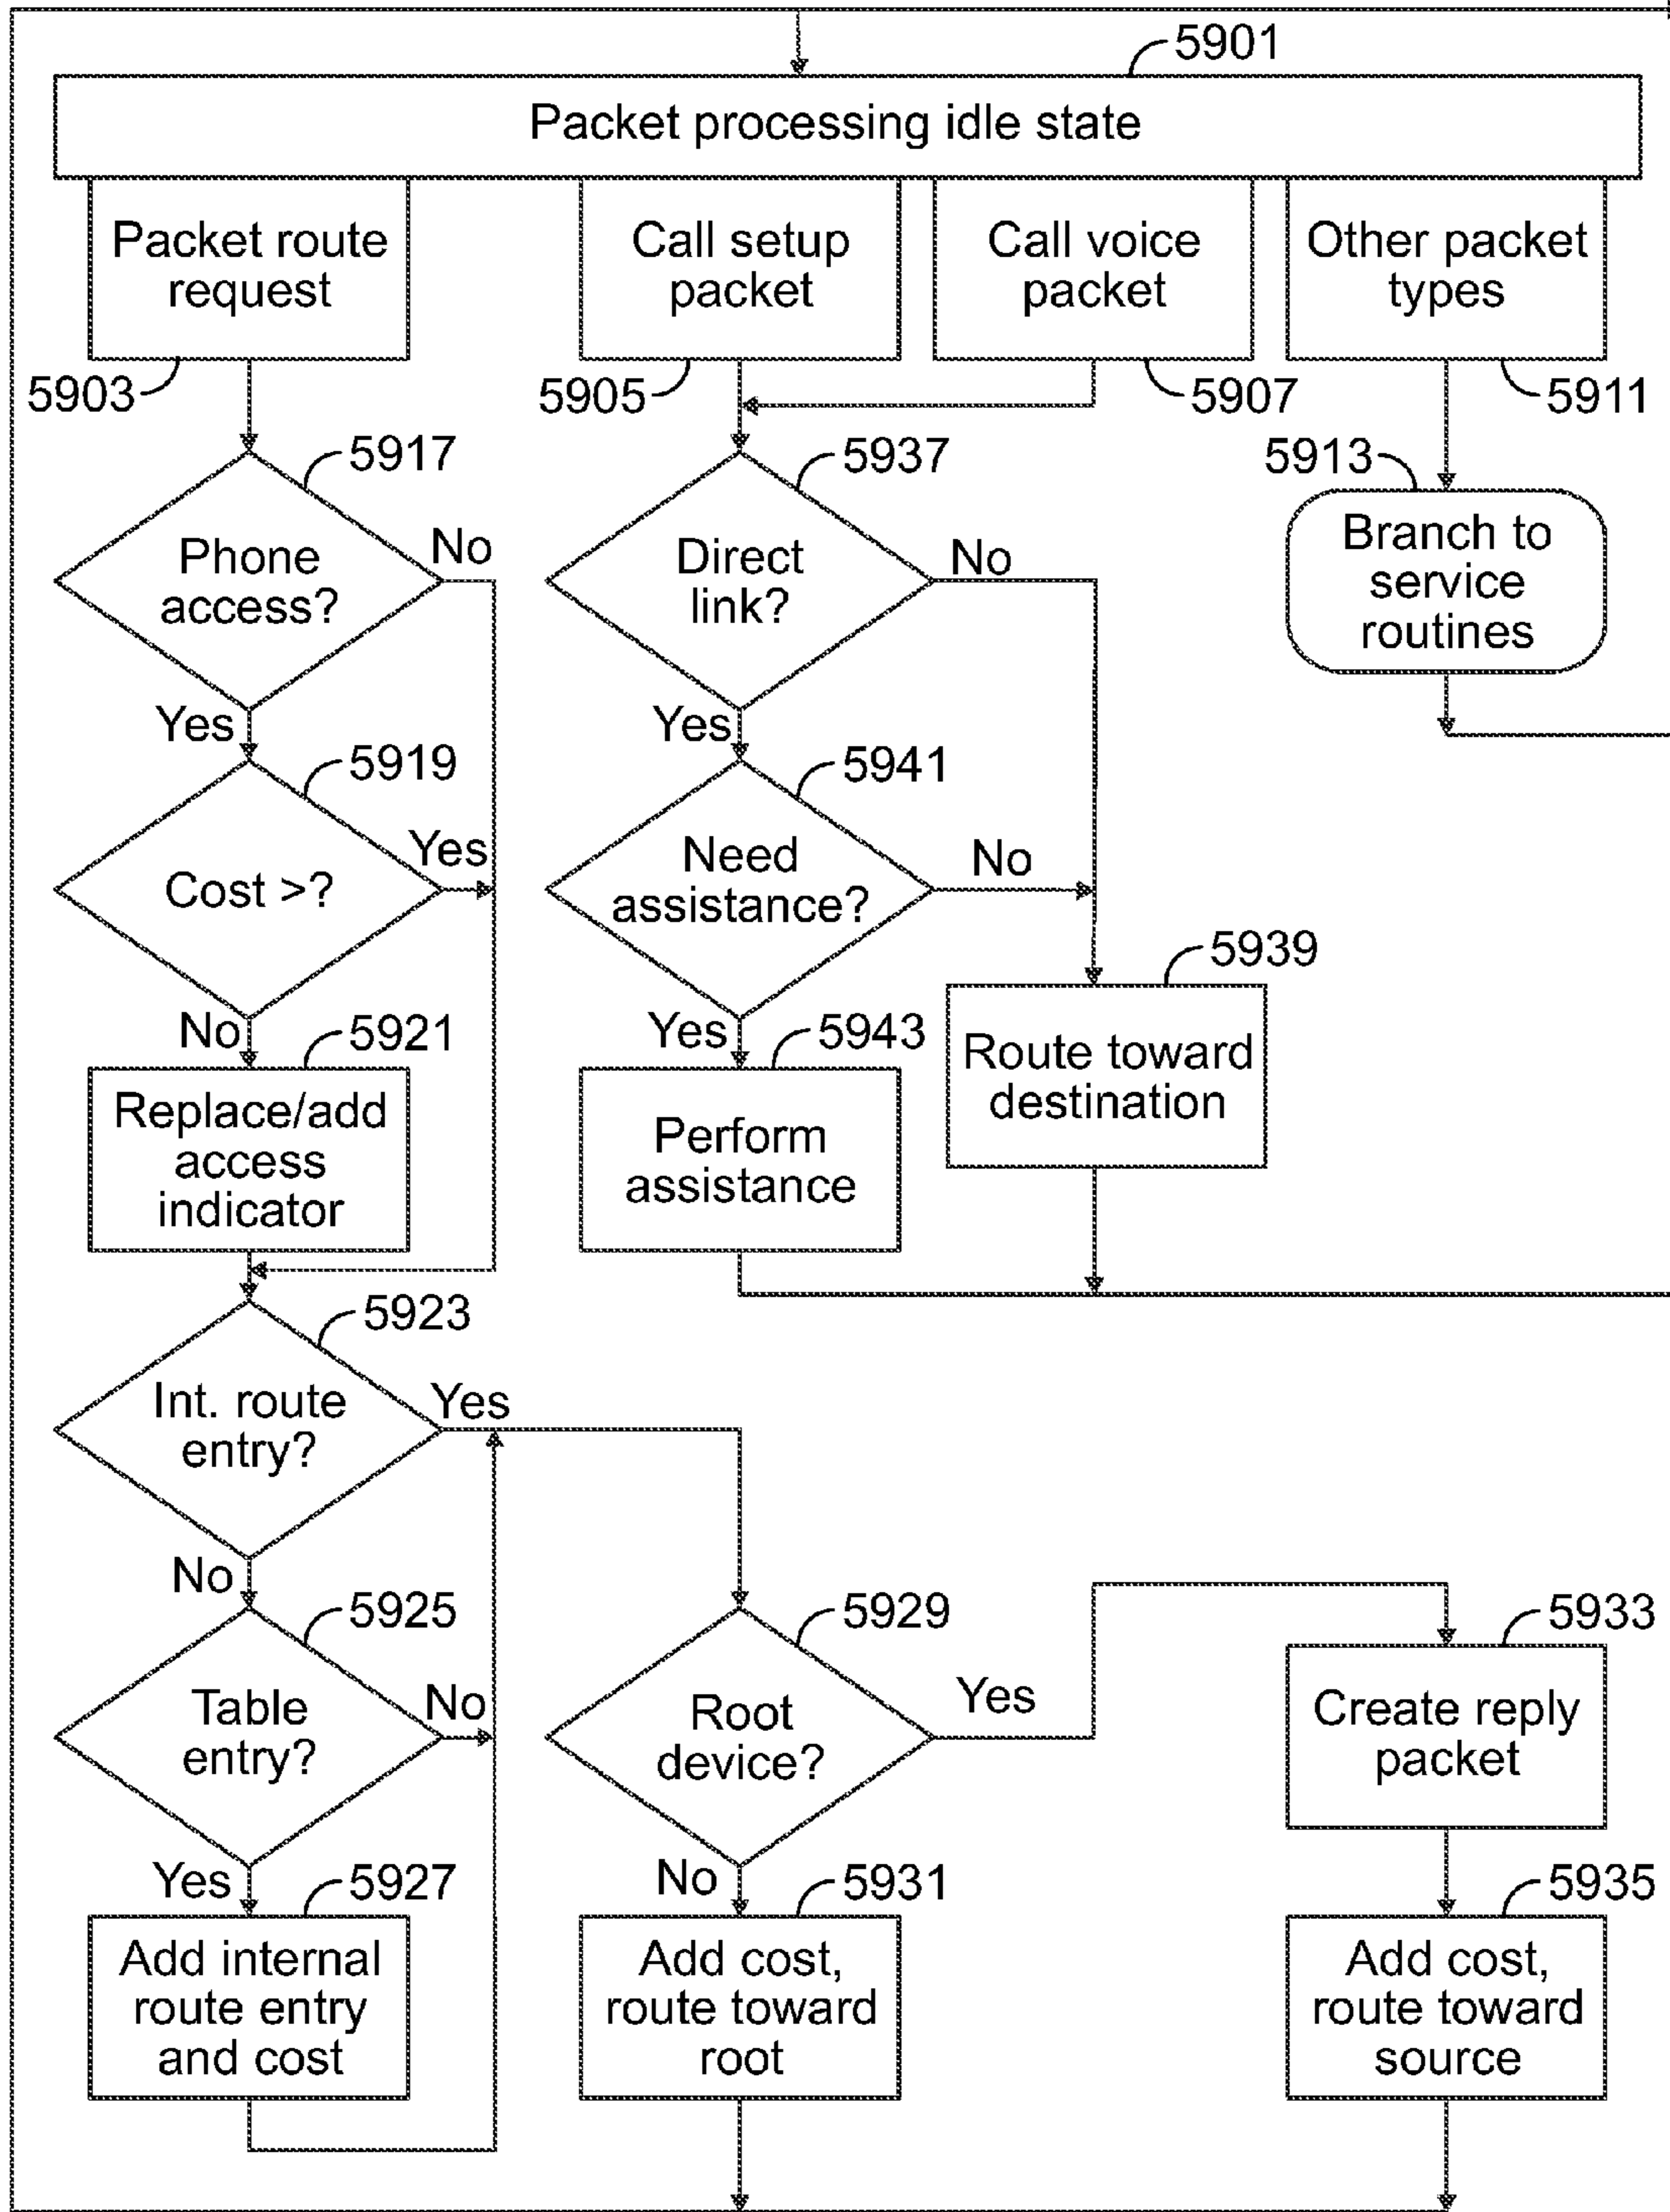 5901
Packet processing idle state
Packet route
request
Call setup
packet
Call voice
packet
Other packet
types
5903
5905
5907
5911
5917
5937
5913
Phone
access?
No
Direct
link?
No
Branch to
service
routines
Yes
Yes
5919
5941
Cost >?
Yes
Need
assistance?
No
5939
No
5921
Yes
5943
Route toward
destination
Replace/add
access
indicator
Perform
assistance
5923
Int. route
entry?
Yes
No
5925
5929
5933
Table
entry?
No
Root
device?
Yes
Create reply
packet
Yes
5927
No
5931
5935
Add internal
route entry
and cost
Add cost,
route toward
root
Add cost,
route toward
source